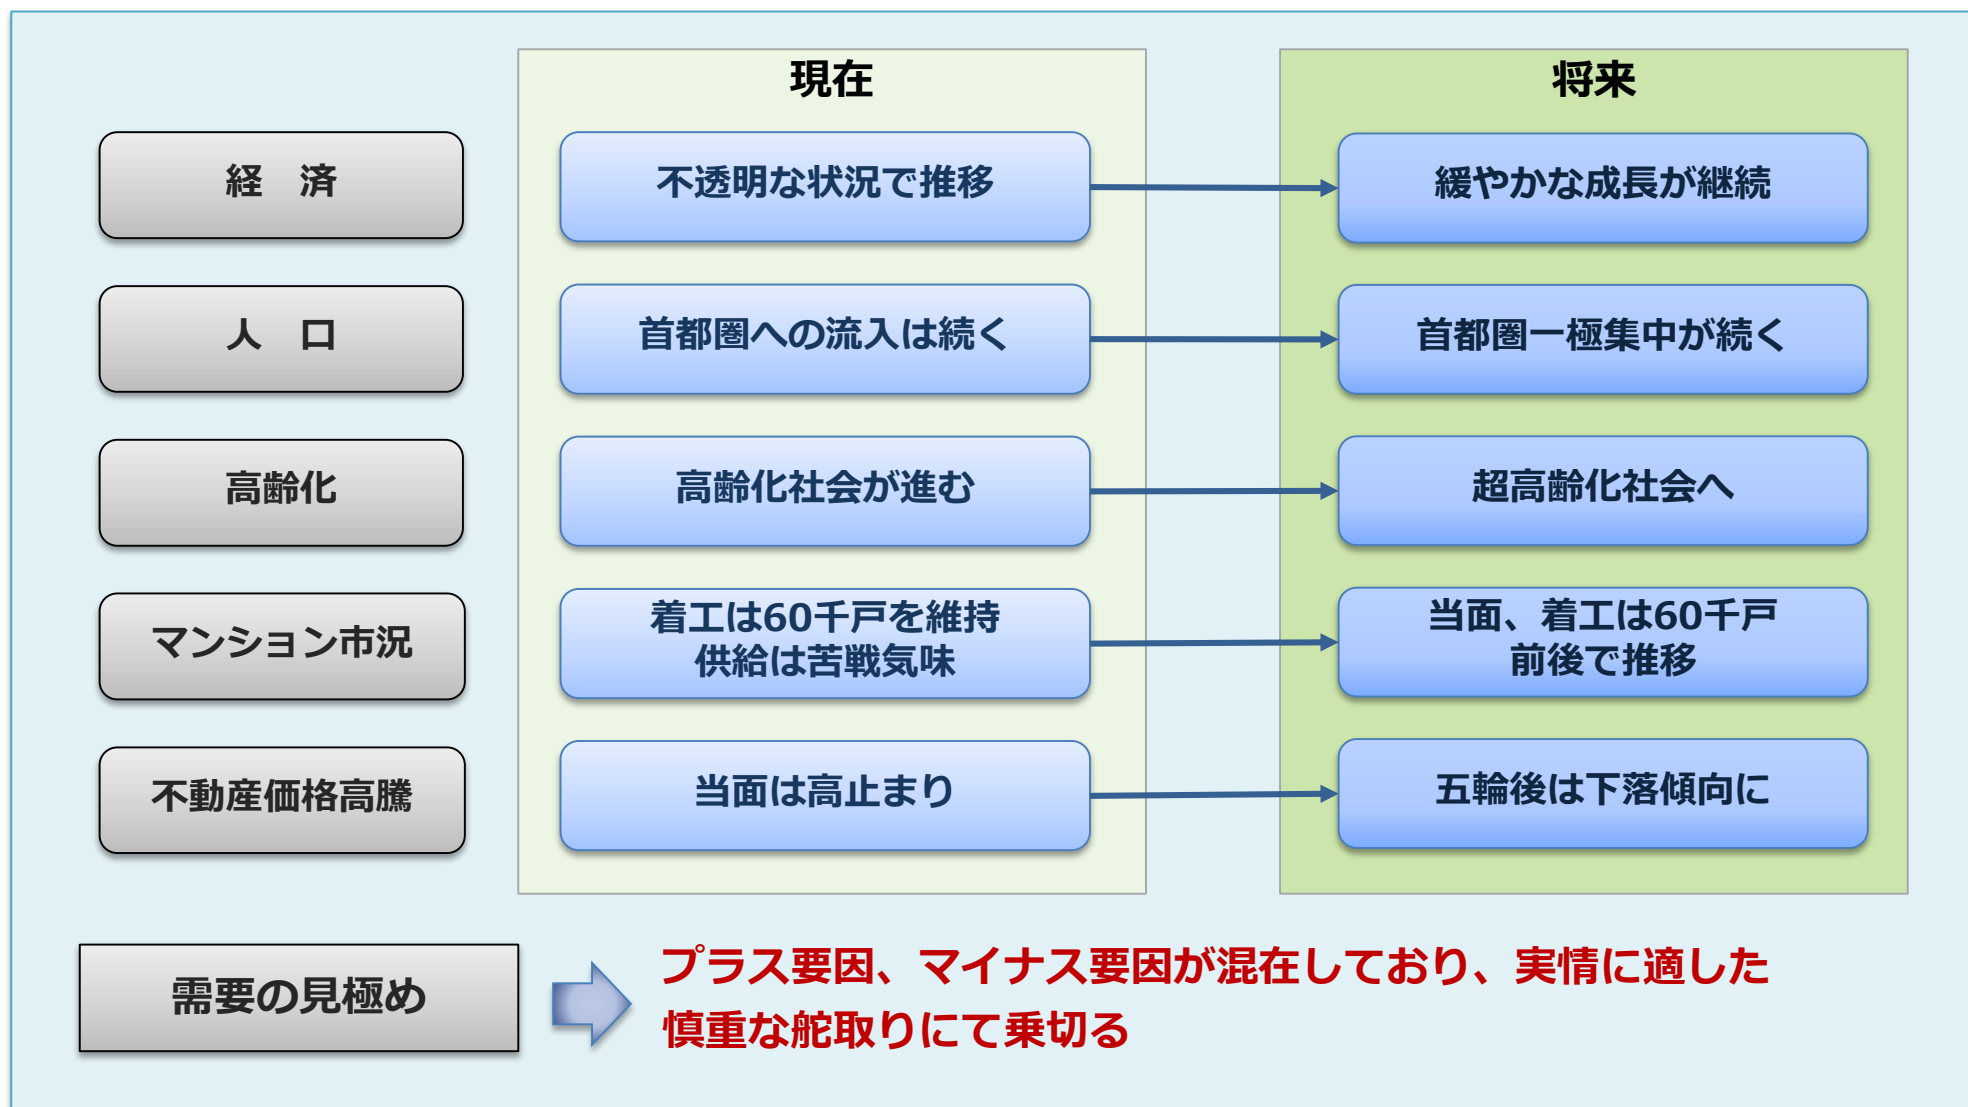 現在
将来
経　済
不透明な状況で推移
緩やかな成長が継続
人　口
首都圏への流入は続く
首都圏一極集中が続く
高齢化
高齢化社会が進む
超高齢化社会へ
マンション市況
着工は60千戸を維持
供給は苦戦気味
当面、着工は60千戸
前後で推移
不動産価格高騰
当面は高止まり
五輪後は下落傾向に
需要の見極め
プラス要因、マイナス要因が混在しており、実情に適した
慎重な舵取りにて乗切る